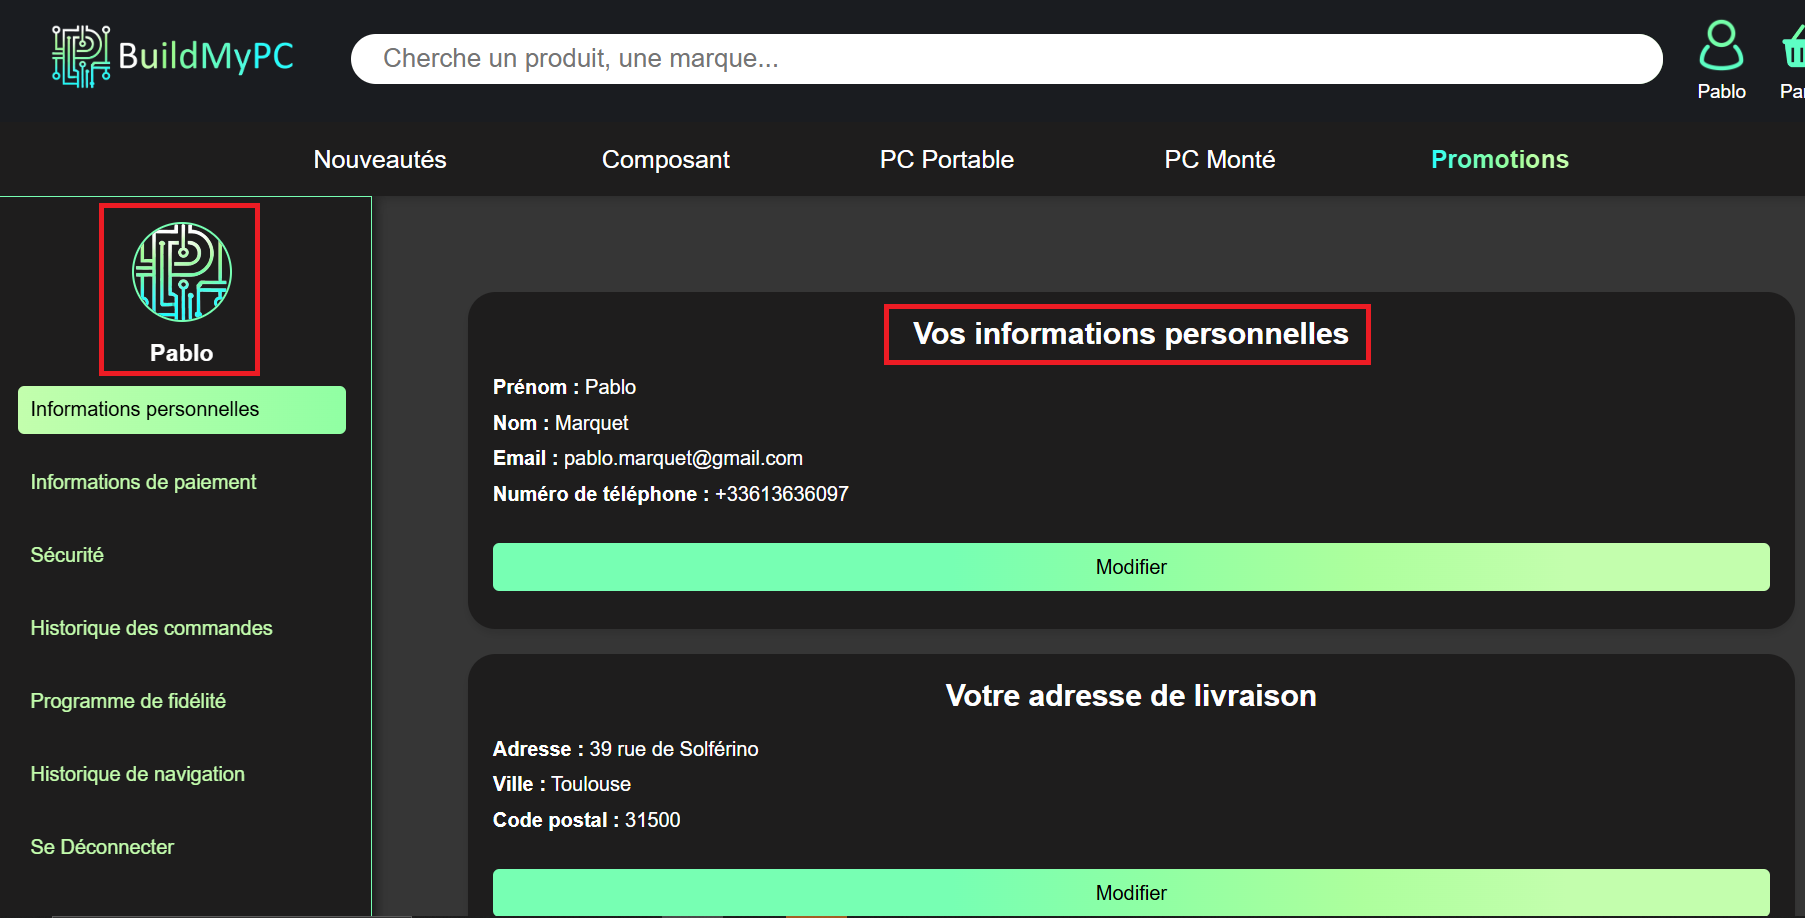 BuildMyPC
Cherche un produit, une marque...
Pablo
Nouveautés
Composant
PC Portable
PC Monté
Promotions
Pablo
Informations personnelles
Informations de paiement
Sécurité
Historique des commandes
Programme de fidélité
Historique de navigation
Se Déconnecter
Vos informations personnelles
Prénom : Pablo
Nom : Marquet
Email : pablo.marquet@gmail.com
Numéro de téléphone : +33613636097
Modifier
Votre adresse de livraison
Adresse : 39 rue de Solférino
Ville : Toulouse
Code postal : 31500
Modifier